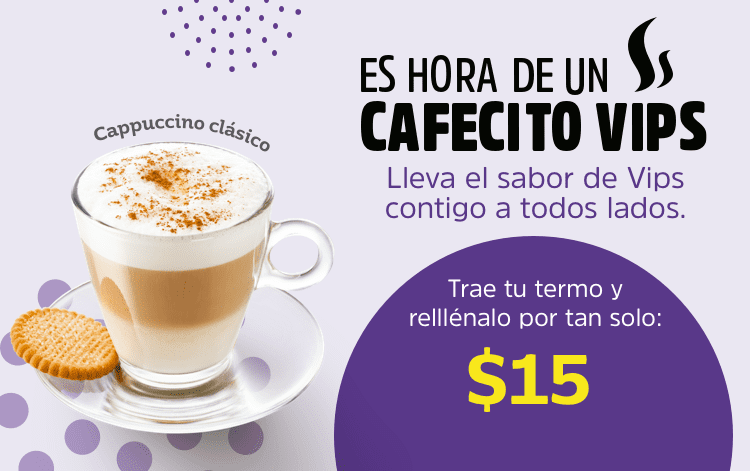 ES HORA DE UN
CAFECITO VIPS
Lleva el sabor de Vips
contigo a todos lados.
Cappuccino clásico
Trae tu termo y
relllénalo por tan solo:
$15